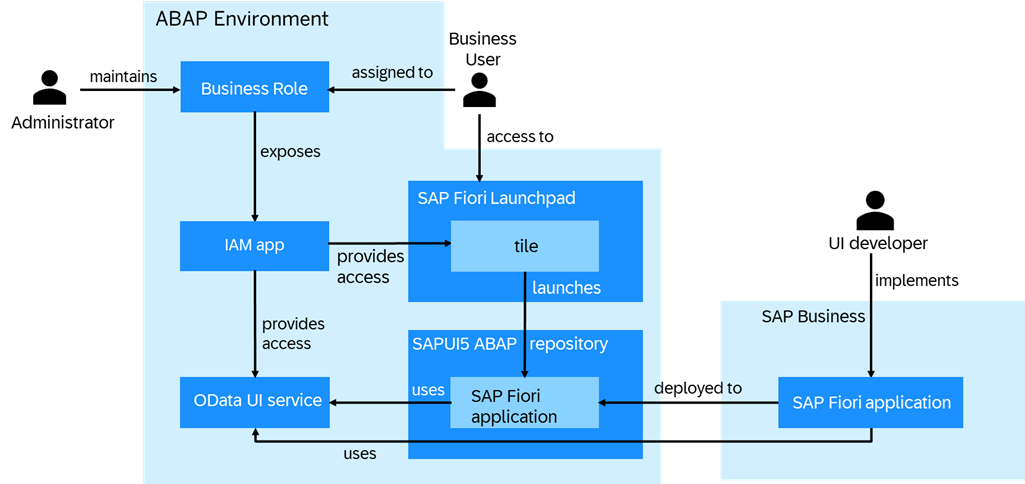 ABAP Environment
Business
User
maintains
Business Role
assigned to
Administrator
exposes
access to
SAP Fiori Launchpad
IAM app
provides
access
tile
UI developer
launches
implements
provides
access
SAPUI5 ABAP repository
SAP Business
OData UI service
uses
SAP Fiori
application
deployed to
SAP Fiori application
uses